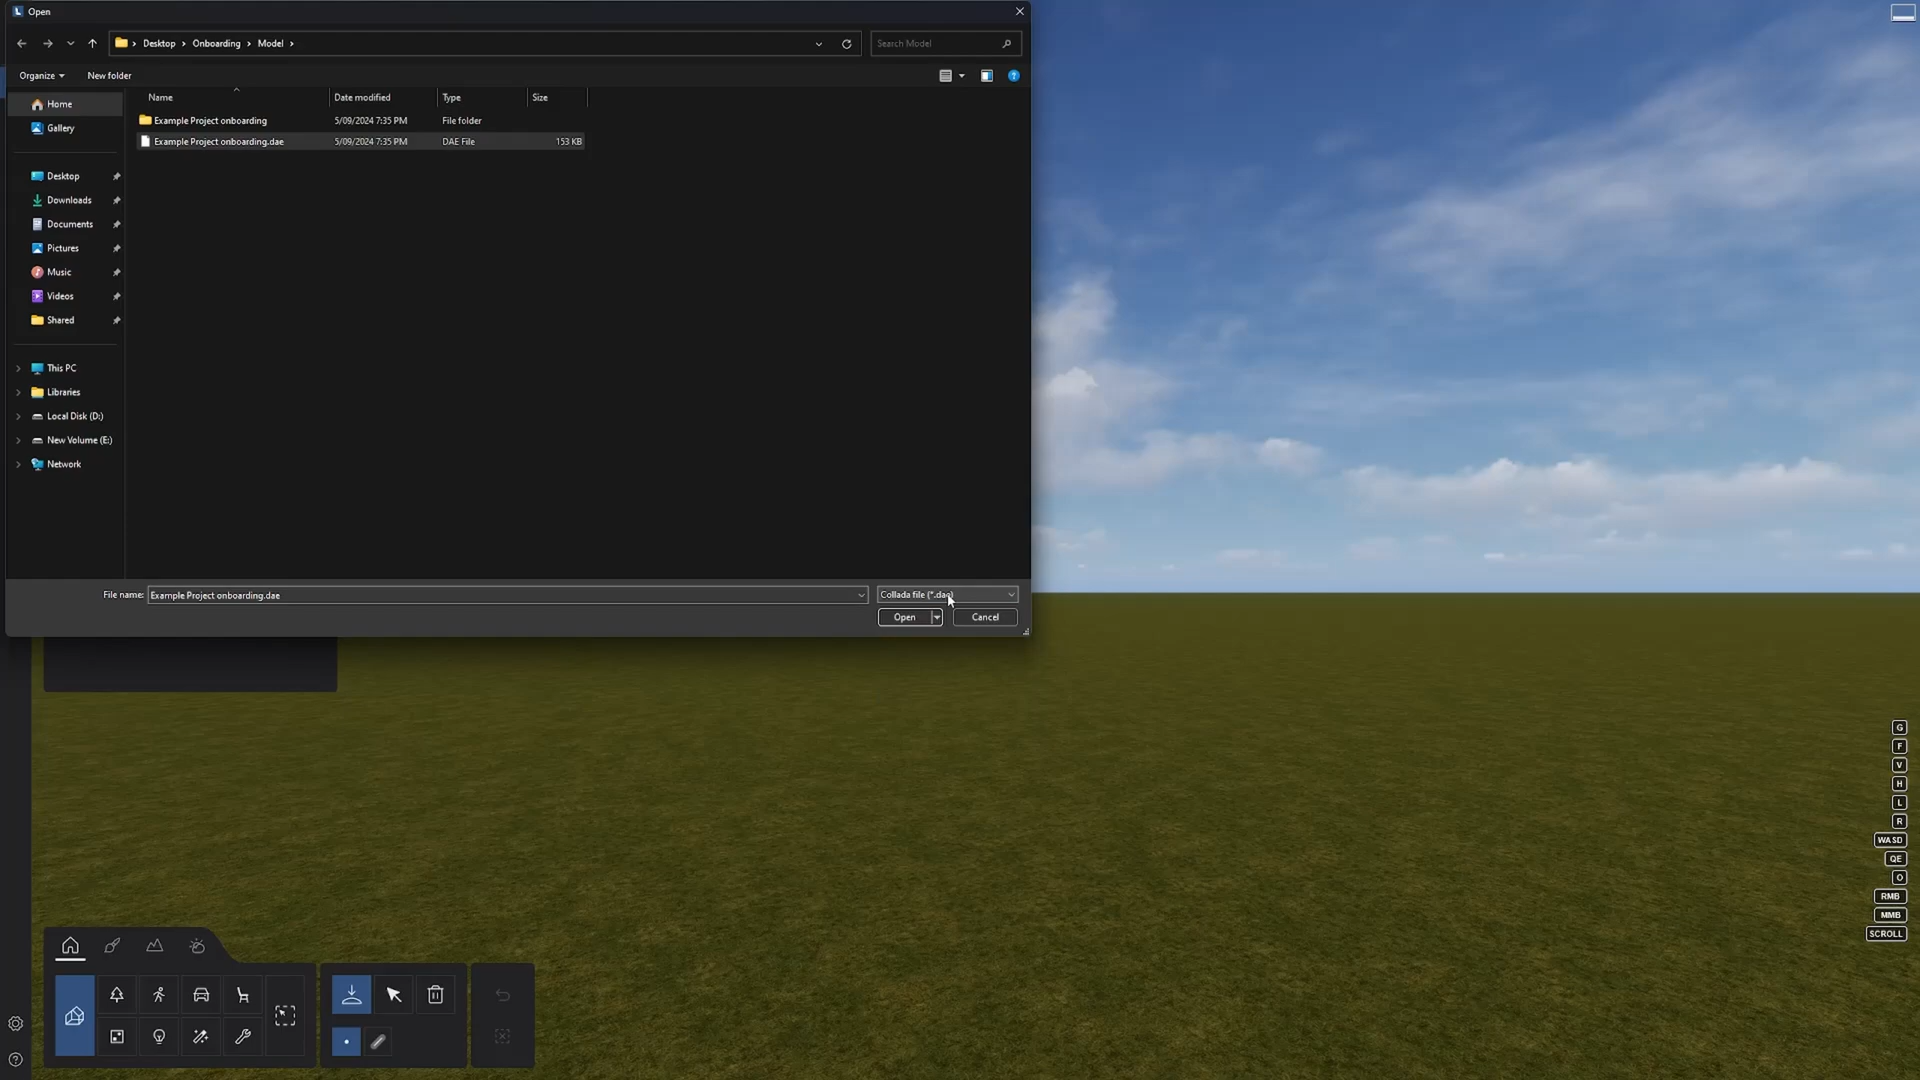 Open
Desktop > Onboarding > Model >
Search Model
Organize
New folder
Name
Date modified
Type
Size
Example Project onboarding
5/09/2024 7:35 PM
File folder
Example Project onboarding.dae
5/09/2024 7:35 PM
DAE File
153 KB
Home
Gallery
Desktop
Downloads
Documents
Pictures
Music
Videos
Shared
This PC
Libraries
Local Disk (D:)
New Volume (E:)
Network
File name:
Example Project onboarding.dae
Collada file (*.dae)
Open
Cancel
G
F
V
H
L
R
WASD
QE
O
RMB
MMB
SCROLL